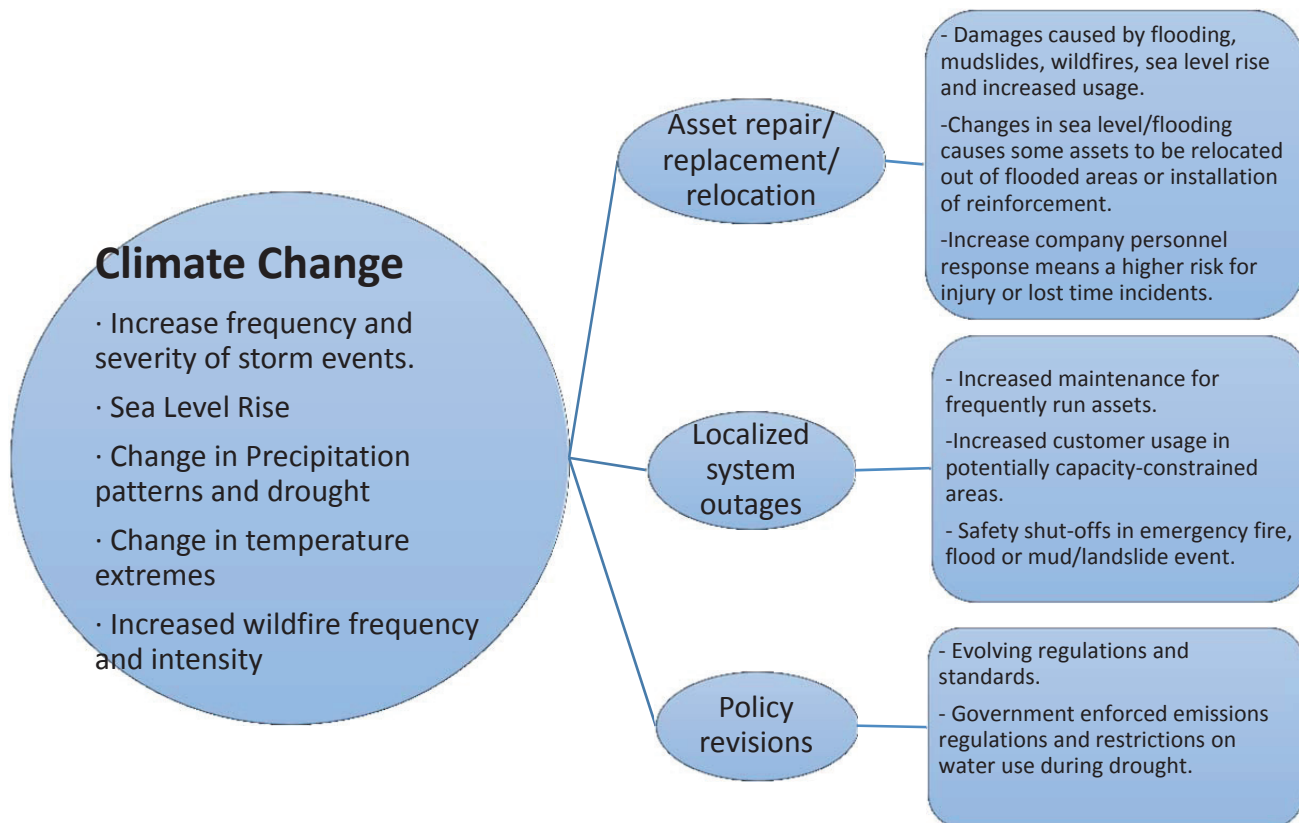 Climate Change
· Increase frequency and
severity of storm events.
· Sea Level Rise
· Change in Precipitation
patterns and drought
· Change in temperature
extremes
· Increased wildfire frequency
and intensity
Asset repair/
replacement/
relocation
- Damages caused by flooding,
mudslides, wildfires, sea level rise
and increased usage.
-Changes in sea level/flooding
causes some assets to be relocated
out of flooded areas or installation
of reinforcement.
-Increase company personnel
response means a higher risk for
injury or lost time incidents.
Localized
system
outages
- Increased maintenance for
frequently run assets.
-Increased customer usage in
potentially capacity-constrained
areas.
- Safety shut-offs in emergency fire,
flood or mud/landslide event.
Policy
revisions
- Evolving regulations and
standards.
- Government enforced emissions
regulations and restrictions on
water use during drought.